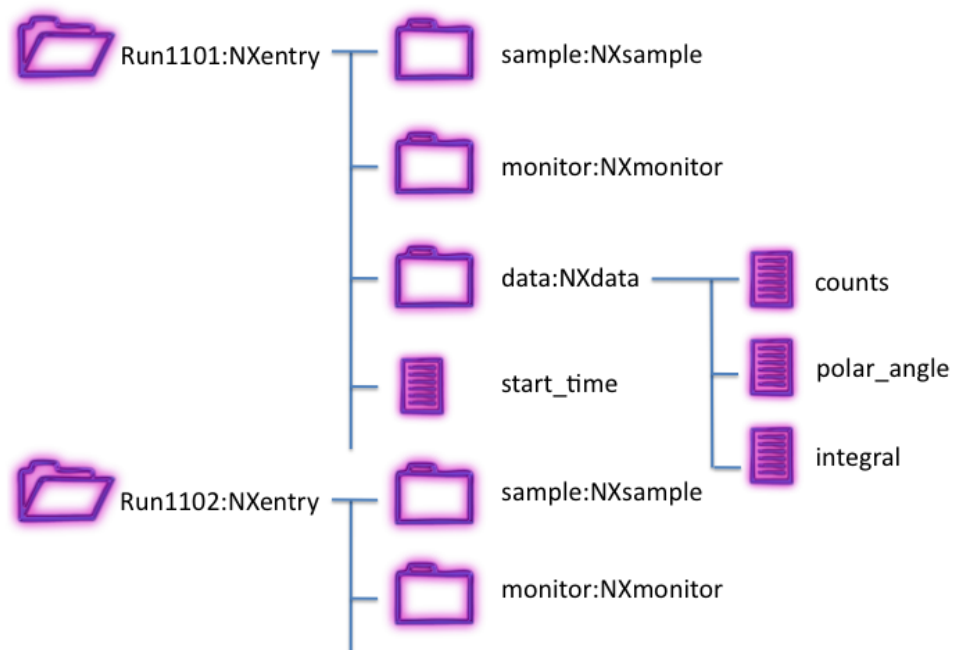 Run1101:NXentry
sample:NXsample
monitor:NXmonitor
data:NXdata
counts
polar_angle
integral
start_time
Run1102:NXentry
sample:NXsample
monitor:NXmonitor